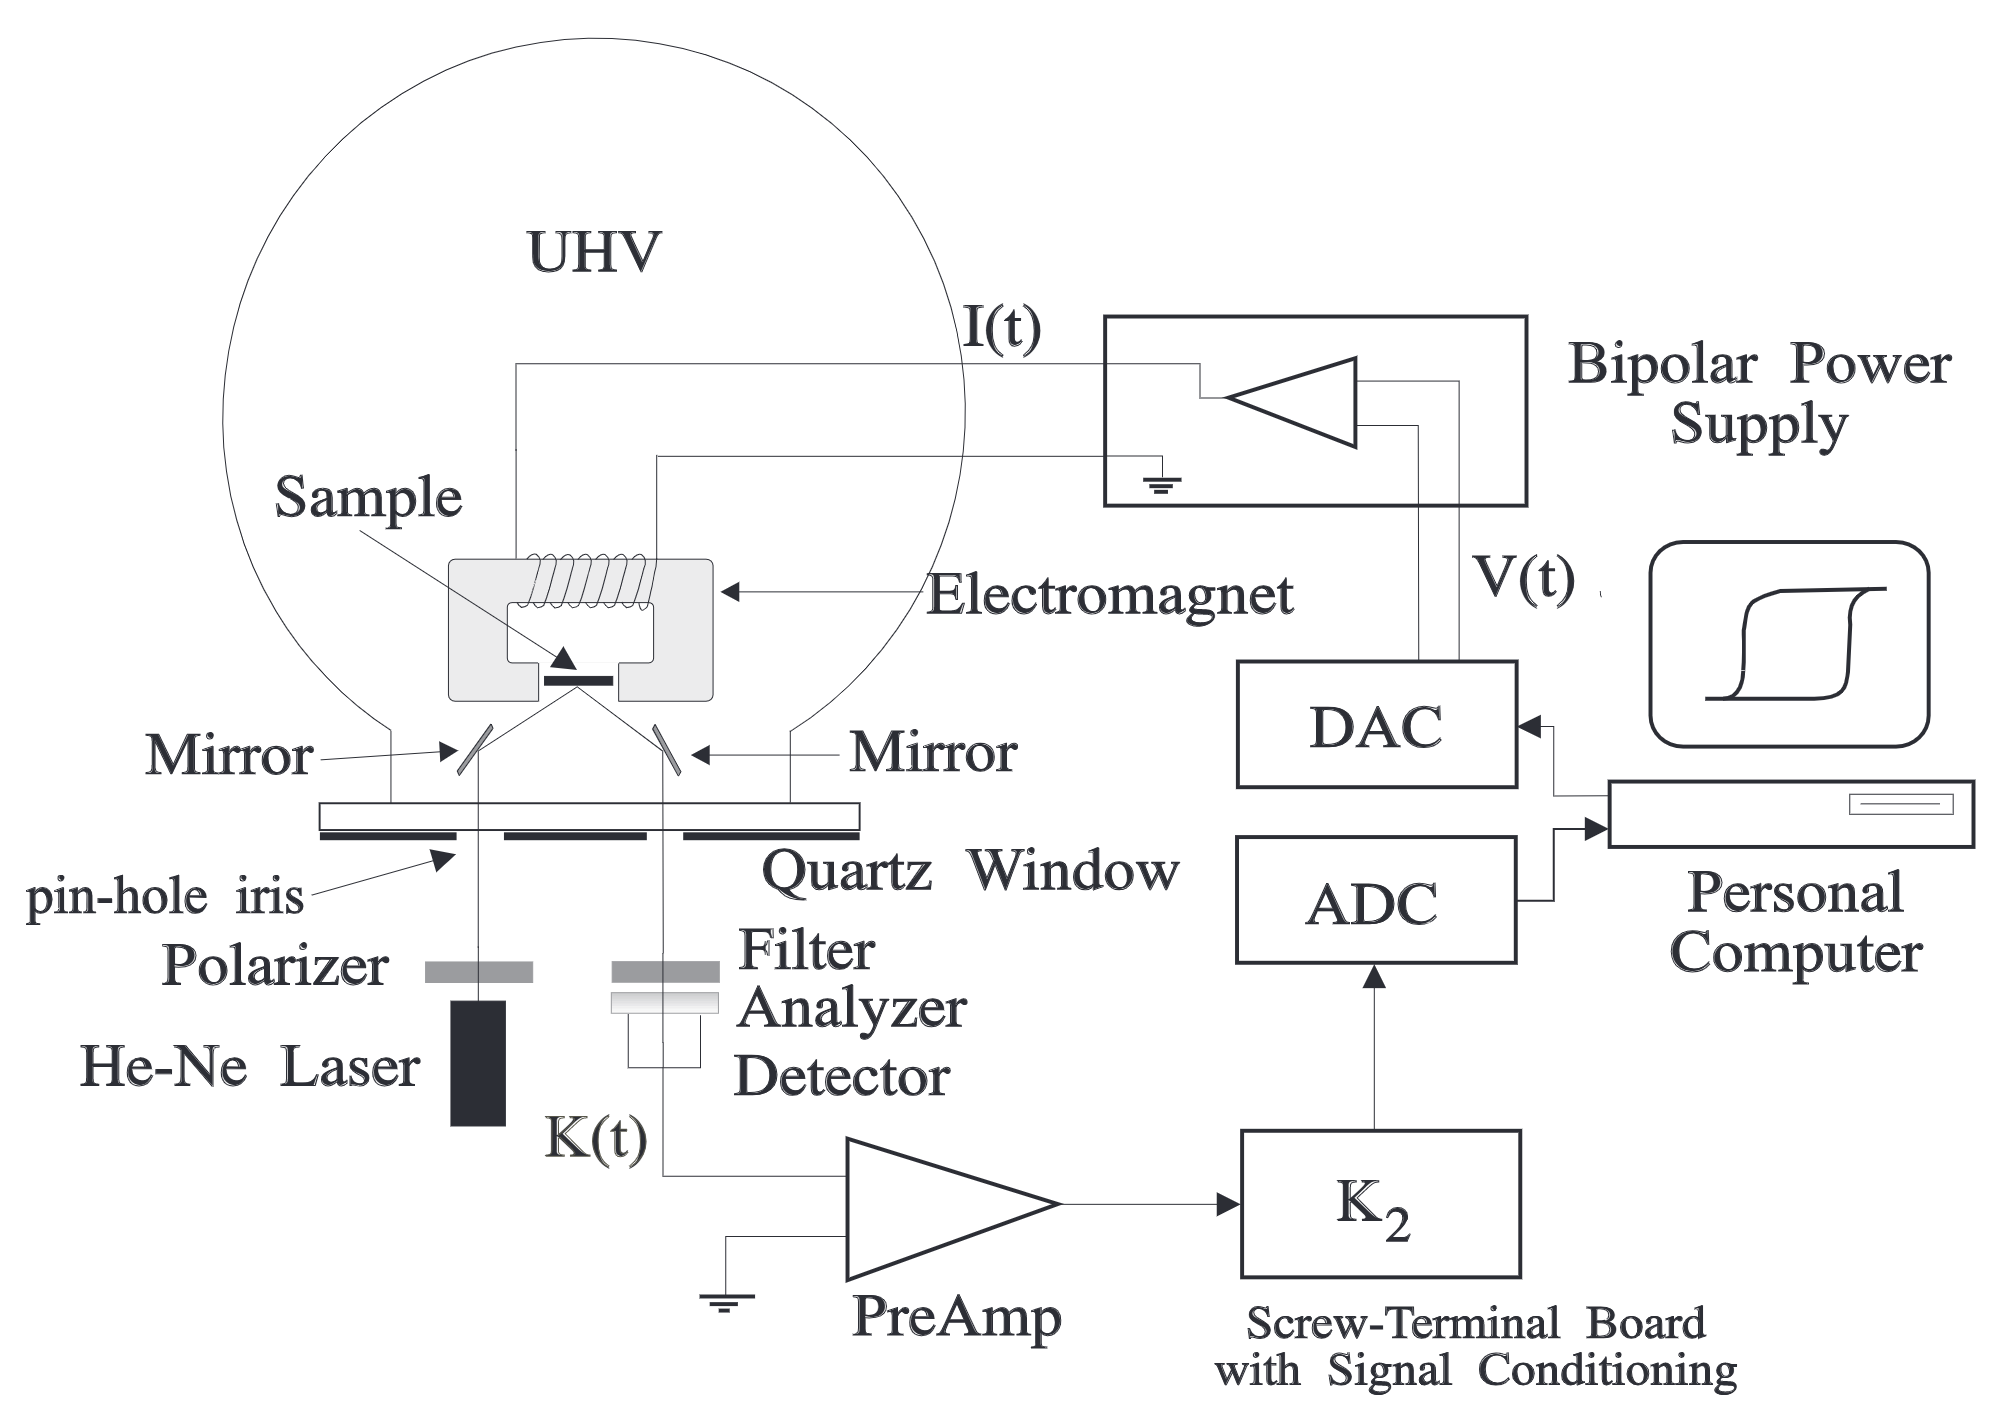 UHV
I(t)
Bipolar Power
Supply
Sample
V(t)
Electromagnet
DAC
Mirror
Mirror
Quartz Window
pin-hole iris
ADC
Personal
Computer
Polarizer
Filter
Analyzer
He-Ne Laser
Detector
K(t)
K2
PreAmp
Screw-Terminal Board
with Signal Conditioning